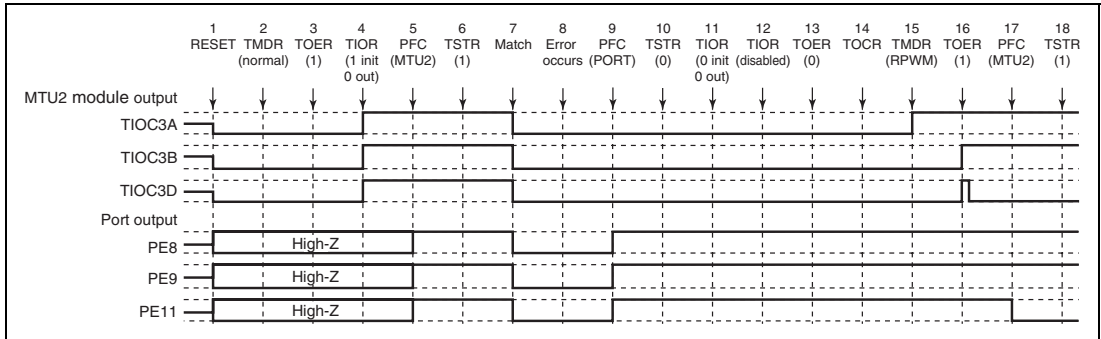 1 2 3 4 5 6 7 8 9 10 11 12 13 14 15 16 17 18
RESET TMDR TOER TIOR PFC TSTR Match Error PFC TSTR TIOR TIOR TOER TOCR TMDR TOER PFC TSTR
(normal) (1) (1 init (MTU2) (1) occurs (PORT) (0) (0 init (disabled) (0) (RPWM) (1) (MTU2) (1)
0 out) 0 out)
MTU2 module output
TIOC3A
TIOC3B
TIOC3D
Port output
PE8 High-Z
PE9 High-Z
PE11 High-Z